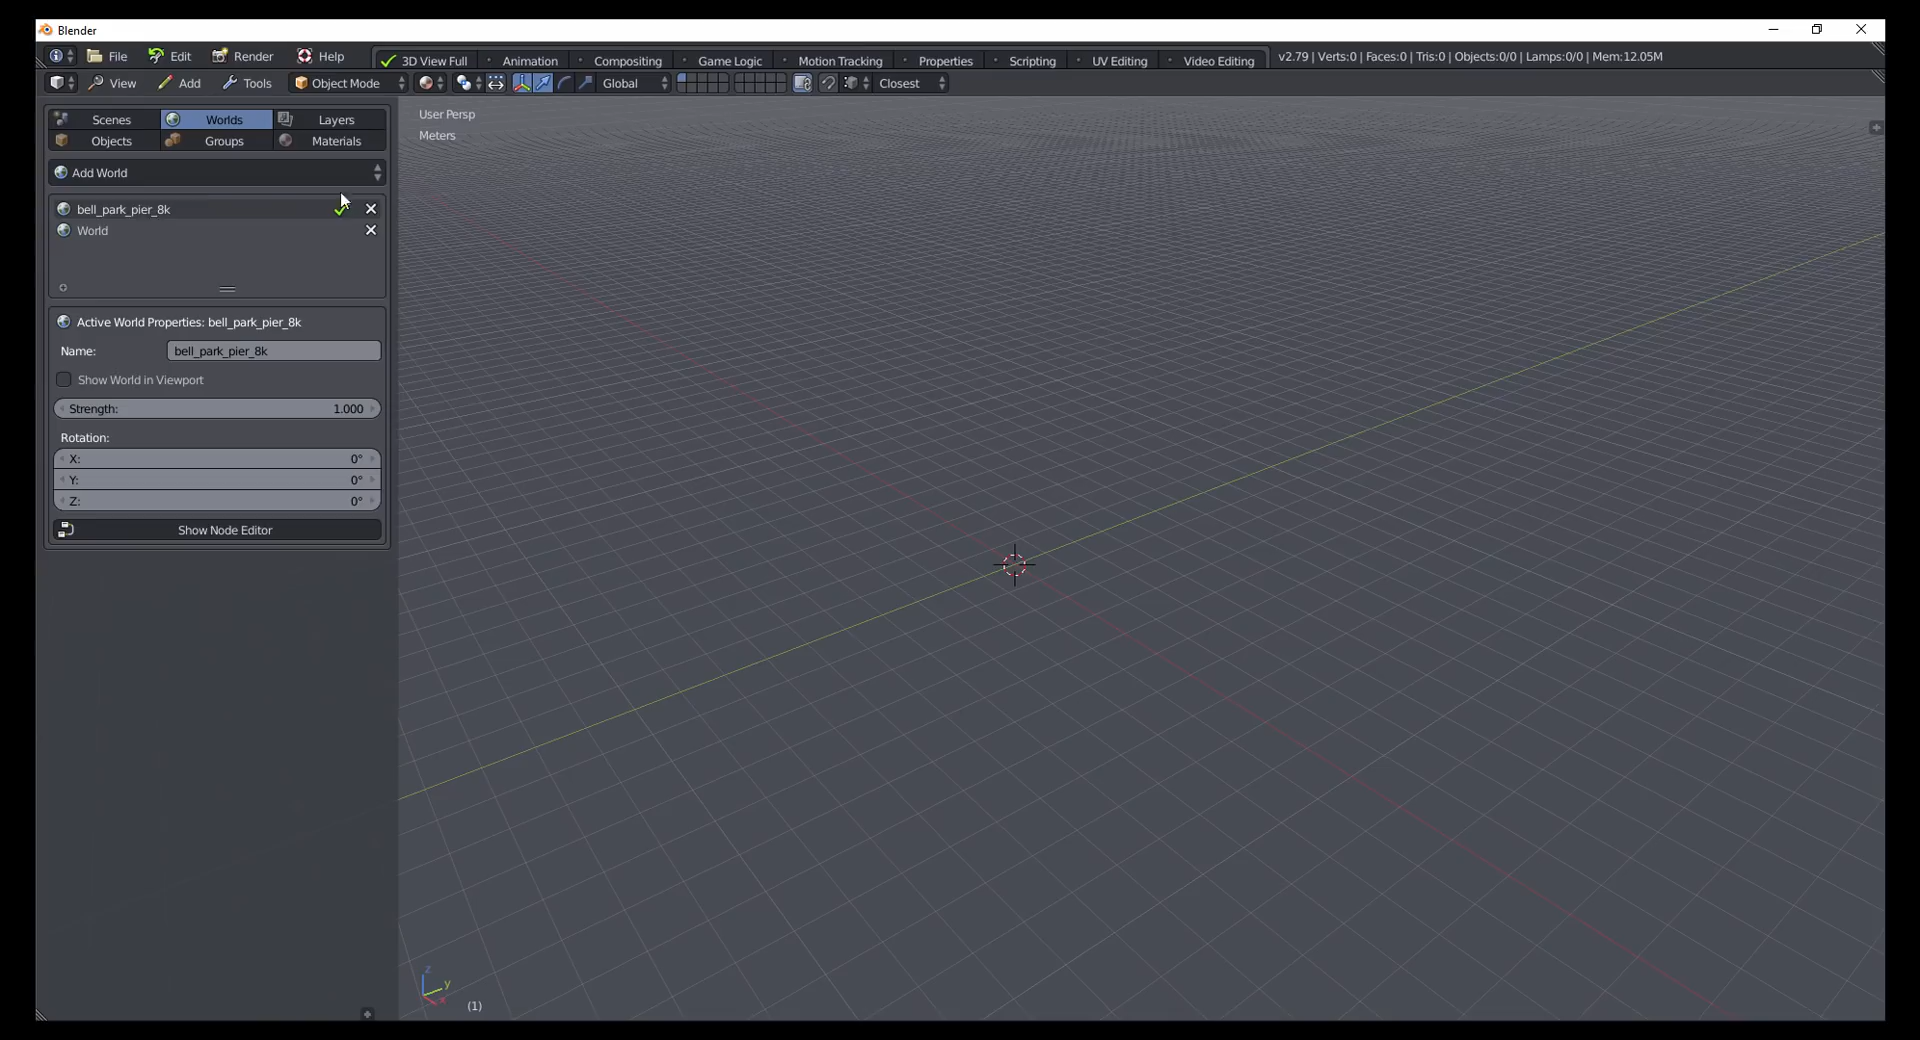 Blender
File Edit Render Help 3D View Full Animation Compositing Game Logic Motion Tracking Properties Scripting UV Editing Video Editing v2.79 | Verts:0 | Faces:0 | Tris:0 | Objects:0/0 | Lamps:0/0 | Mem:12.05M
View Add Tools Object Mode Global Closest
Scenes Worlds Layers
Objects Groups Materials
Add World
bell_park_pier_8k
World
Active World Properties: bell_park_pier_8k
Name: bell_park_pier_8k
Show World in Viewport
Strength: 1.000
Rotation:
X: 0°
Y: 0°
Z: 0°
Show Node Editor
User Persp
Meters
z
y
x
(1)